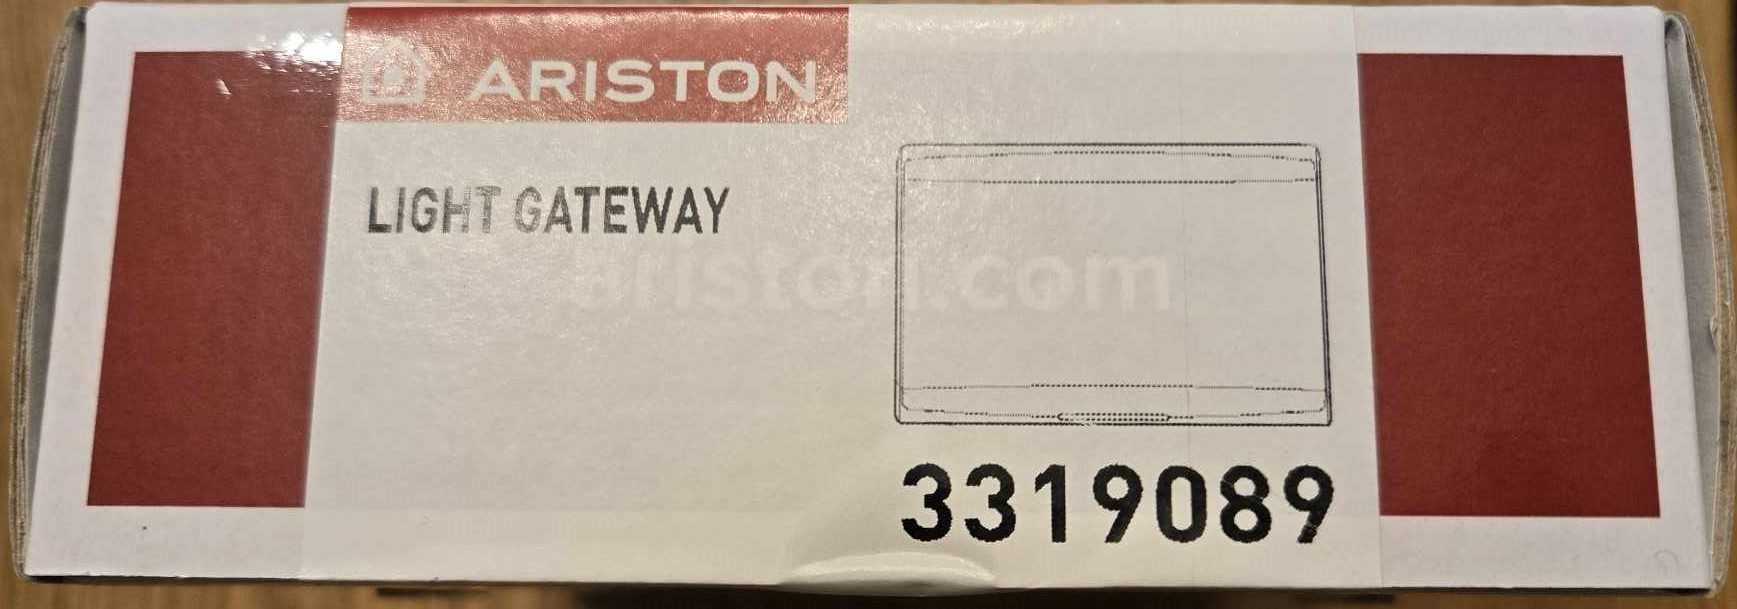 ARISTON
LIGHT GATEWAY
ariston.com
3319089